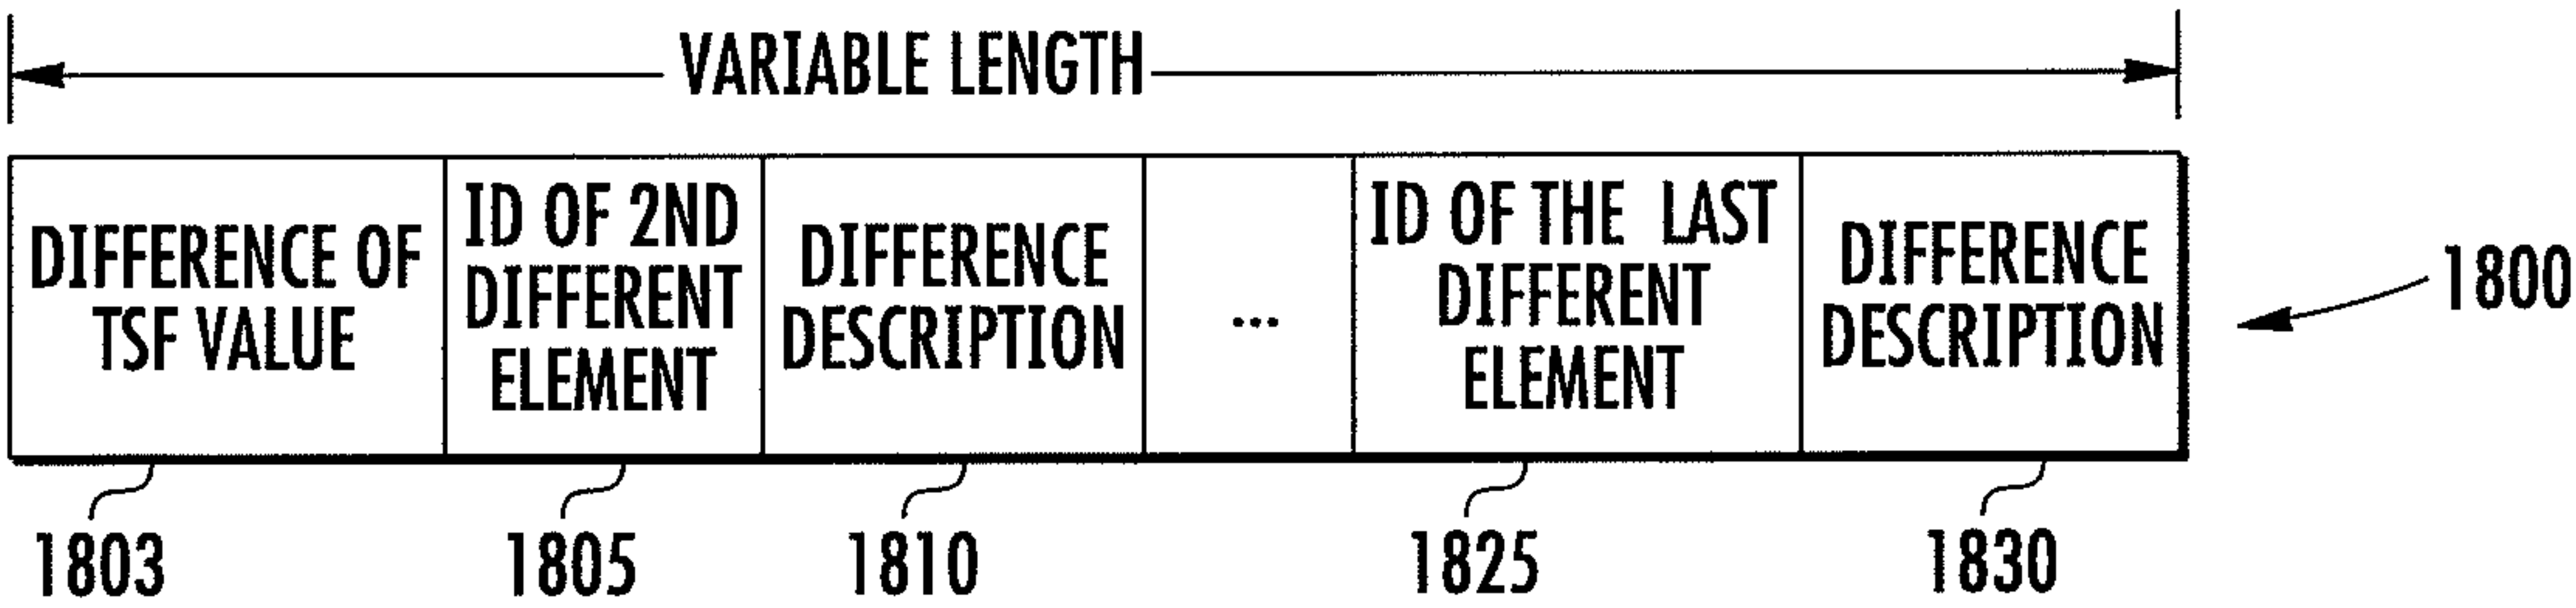 VARIABLE LENGTH
DIFFERENCE OF
TSF VALUE
ID OF 2ND
DIFFERENT
ELEMENT
DIFFERENCE
DESCRIPTION
...
ID OF THE LAST
DIFFERENT
ELEMENT
DIFFERENCE
DESCRIPTION
1800
1803
1805
1810
1825
1830